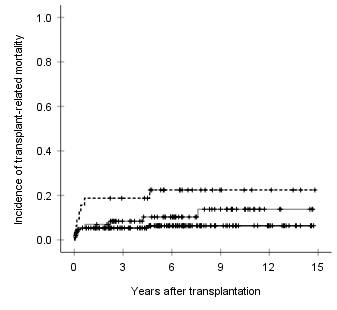 Incidence of transplant-related mortality
1.0
0.8
0.6
0.4
0.2
0.0
0 3 6 9 12 15
Years after transplantation